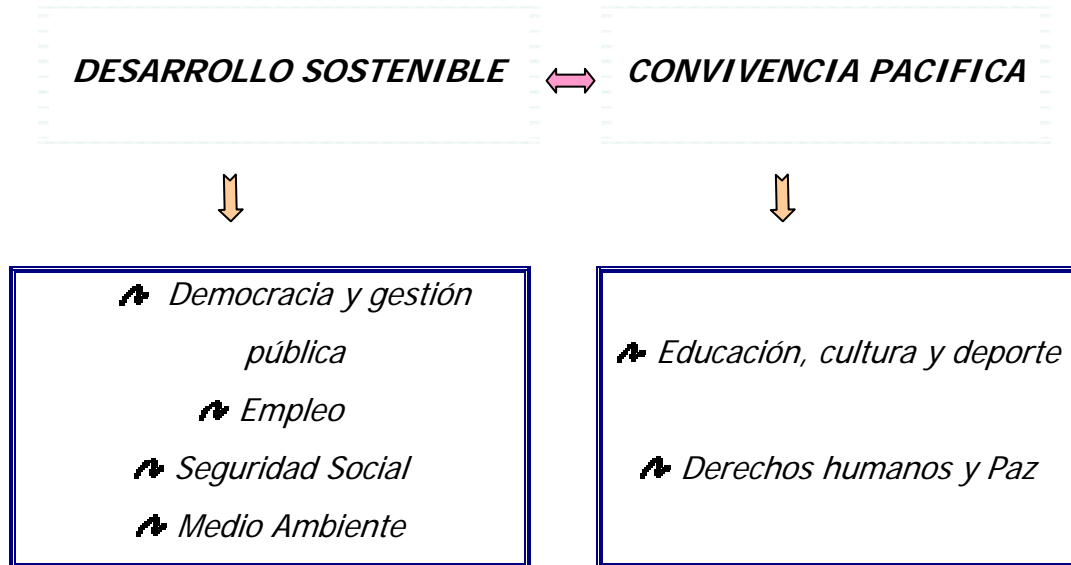 DESARROLLO SOSTENIBLE
CONVIVENCIA PACIFICA
Democracia y gestión
pública
Empleo
Seguridad Social
Medio Ambiente
Educación, cultura y deporte
Derechos humanos y Paz